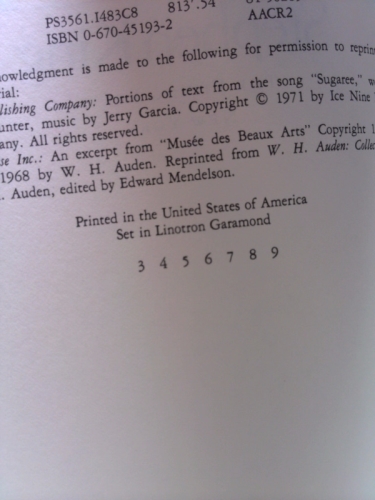 PS3561.I483C8 813'.54
ISBN 0-670-45193-2 AACR2
nowledgment is made to the following for permission to reprint
rial:
lishing Company: Portions of text from the song "Sugaree,"
unter, music by Jerry Garcia. Copyright © 1971 by Ice Nine
any. All rights reserved.
se Inc.: An excerpt from "Musée des Beaux Arts" Copyright
1968 by W. H. Auden. Reprinted from W. H. Auden: Colle
. Auden, edited by Edward Mendelson.
Printed in the United States of America
Set in Linotron Garamond
3 4 5 6 7 8 9